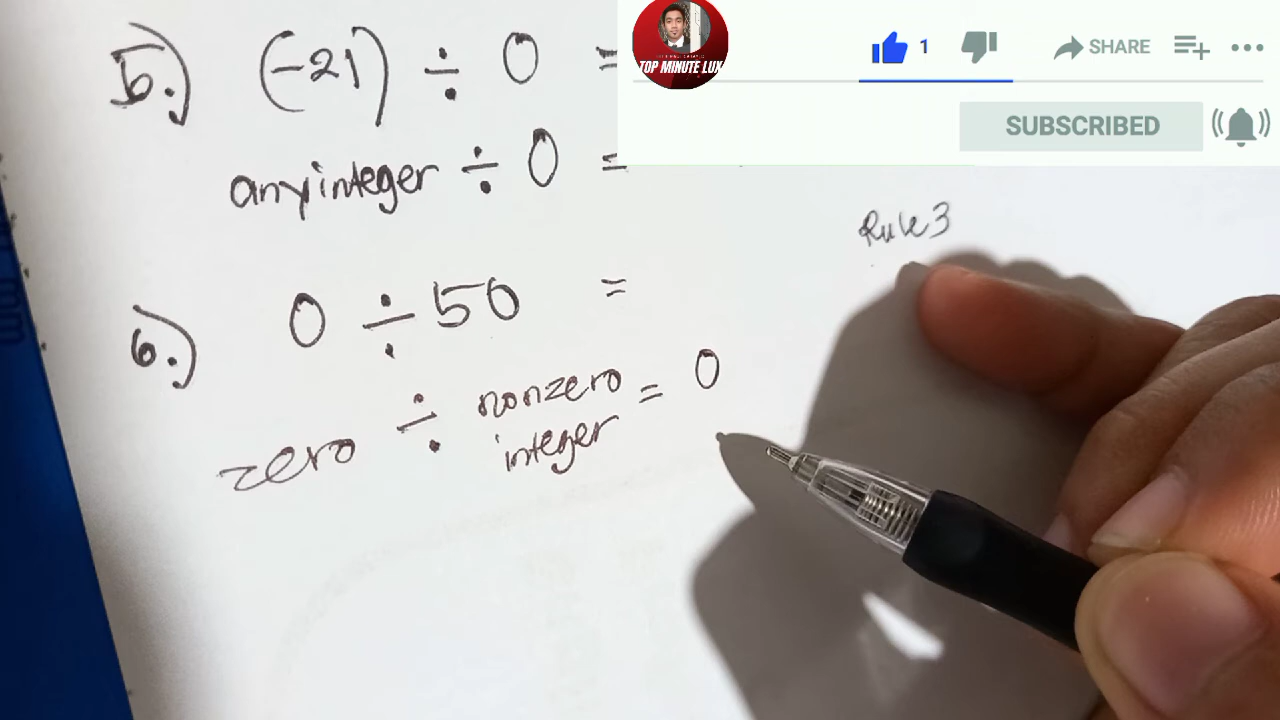 5.) (-21) ÷ 0 =
any integer ÷ 0 =
Rule 3
6.) 0 ÷ 50 =
zero ÷ nonzero integer = 0
TOP MINUTE LUX
1
SHARE
SUBSCRIBED